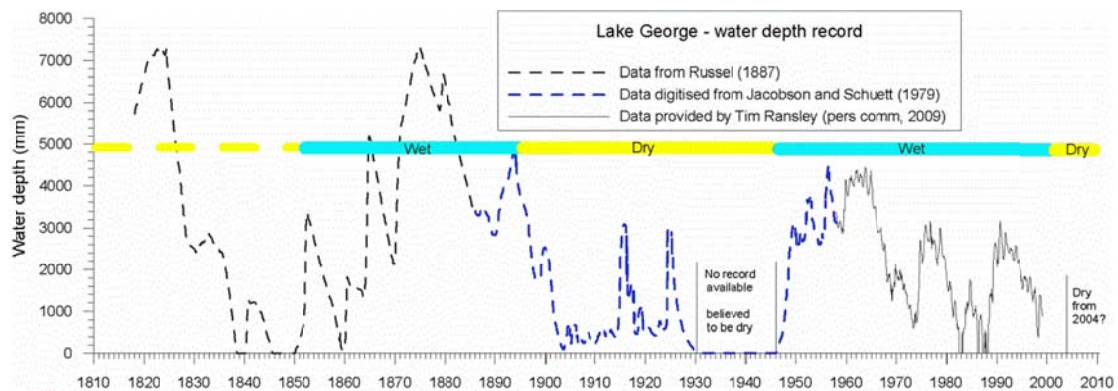 Lake George - water depth record
Data from Russel (1887)
Data digitised from Jacobson and Schuett (1979)
Data provided by Tim Ransley (pers comm, 2009)
Water depth (mm)
8000
7000
6000
5000
4000
3000
2000
1000
0
Wet
Dry
Wet
Dry
No record
available
believed
to be dry
Dry
from
2004?
1810 1820 1830 1840 1850 1860 1870 1880 1890 1900 1910 1920 1930 1940 1950 1960 1970 1980 1990 2000 2010